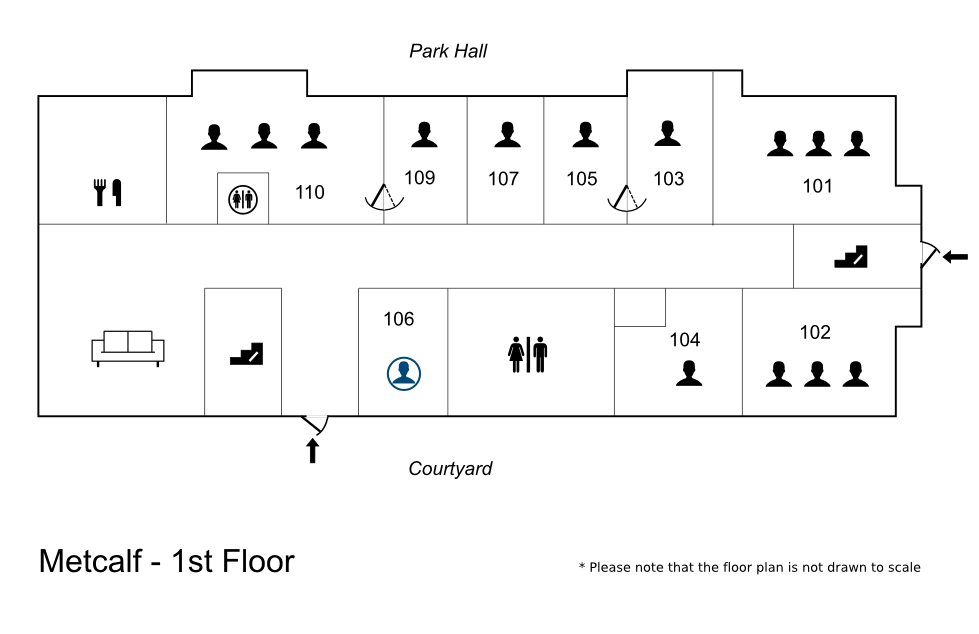 Park Hall
110
109
107
105
103
101
106
104
102
Courtyard
Metcalf - 1st Floor
* Please note that the floor plan is not drawn to scale